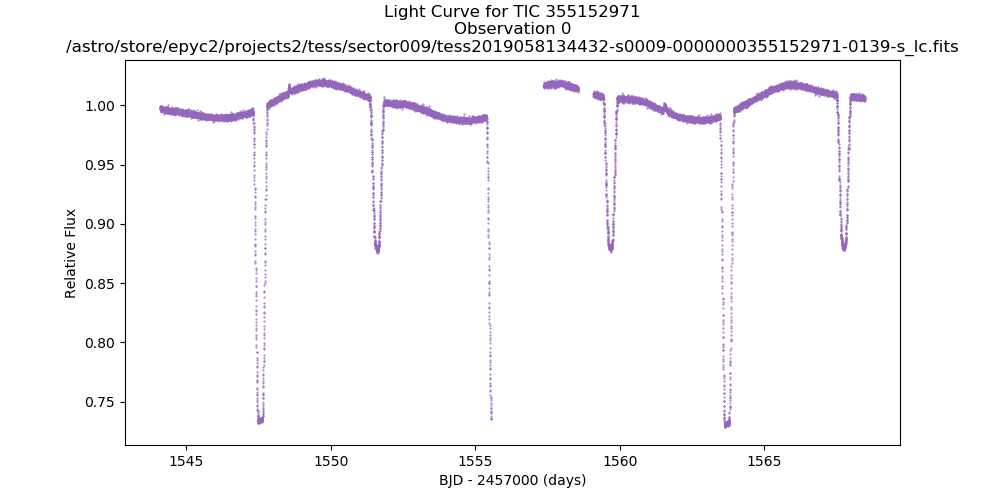 Light Curve for TIC 355152971
Observation 0
/astro/store/epyc2/projects2/tess/sector009/tess2019058134432-s0009-0000000355152971-0139-s_lc.fits
1.00
0.95
0.90
0.85
0.80
0.75
Relative Flux
1545
1550
1555
1560
1565
BJD - 2457000 (days)